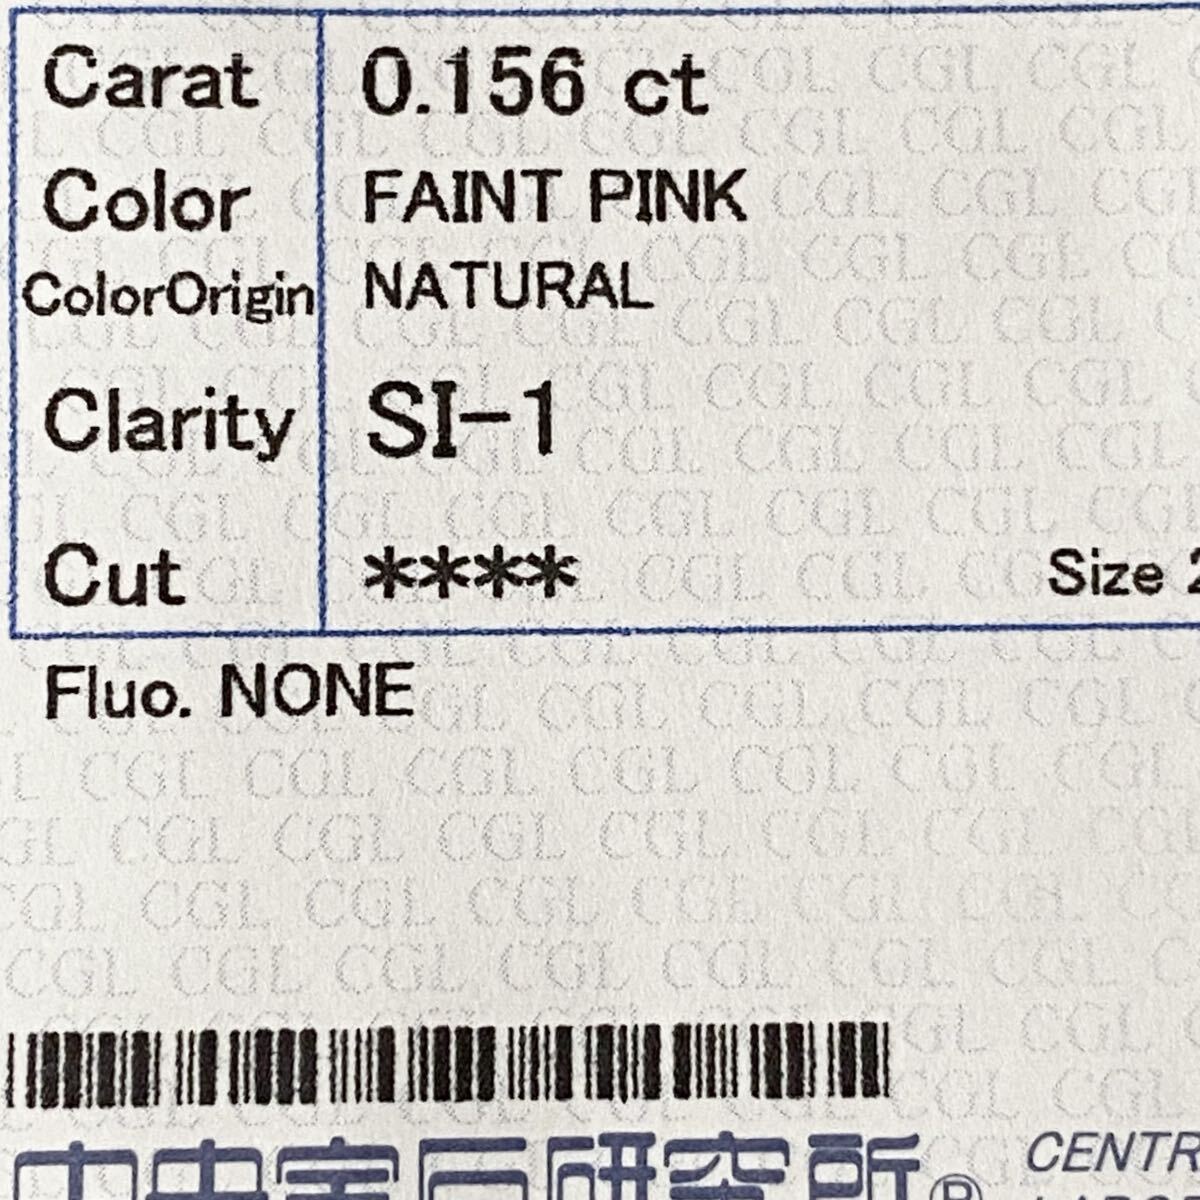 Carat 0.156 ct
Color FAINT PINK
ColorOrigin NATURAL
Clarity SI-1
Cut **** Size
Fluo. NONE
中央宝石研究所®
CENTR